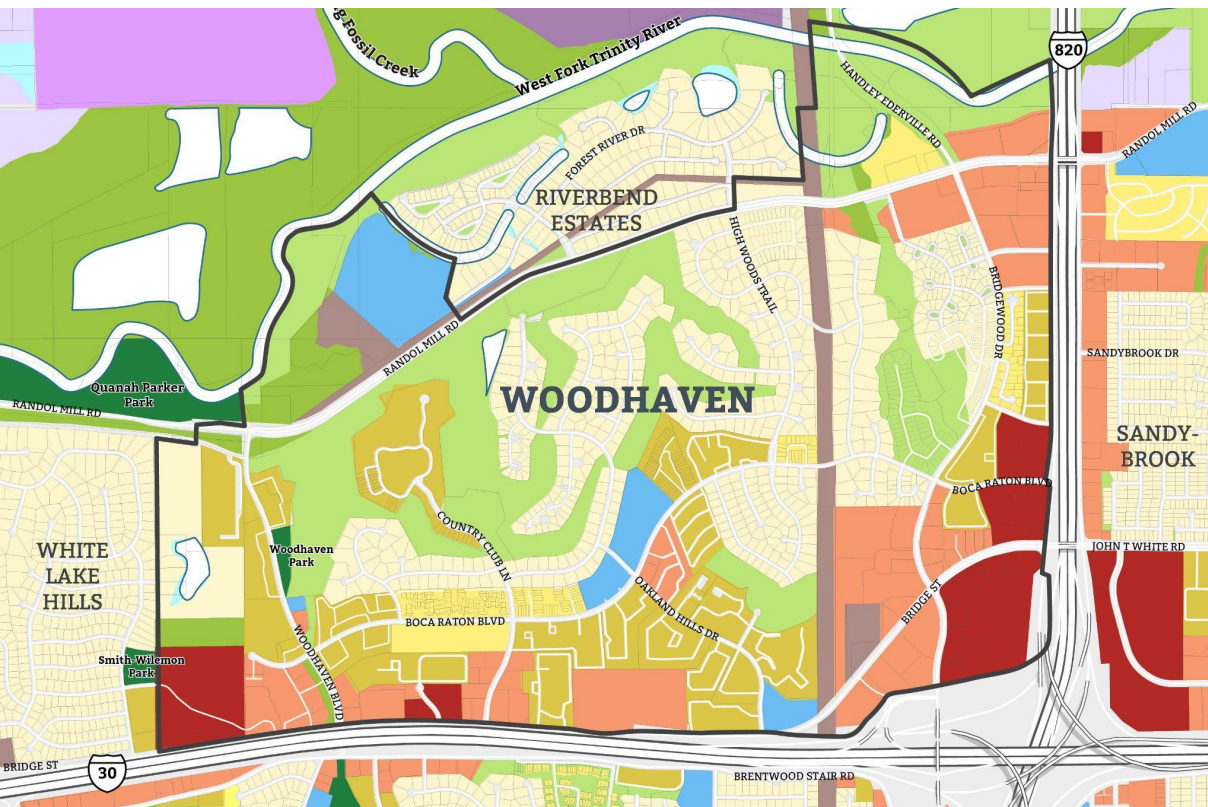 g Fossil Creek
West Fork Trinity River
820
HANDLEY EDERVILLE RD
RANDOL MILL RD
FOREST RIVER DR
RIVERBEND
ESTATES
HIGH WOODS TRAIL
BRIDGEWOOD DR
RANDOL MILL RD
SANDYBROOK DR
Quanah Parker
Park
RANDOL MILL RD
WOODHAVEN
SANDY-
BROOK
BOCA RATON BLVD
COUNTRY CLUB LN
JOHN T WHITE RD
WHITE
LAKE
HILLS
Woodhaven
Park
OAKLAND HILLS DR
BRIDGE ST
BOCA RATON BLVD
WOODHAVEN BLVD
Smith-Wilemon
Park
BRIDGE ST
30
BRENTWOOD STAIR RD